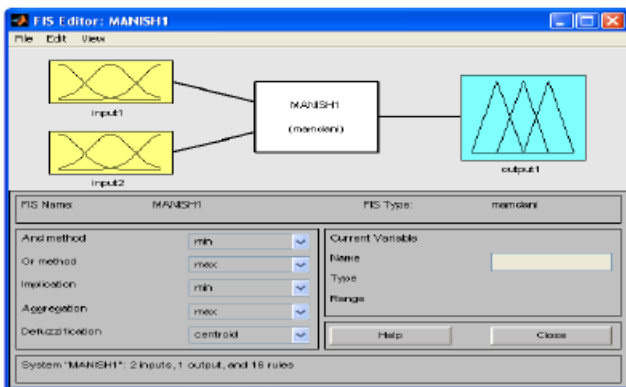 FIS Editor: MANISH1
File Edit View
input1
input2
MANISH1
(mamdani)
output1
FIS Name: MANISH1
FIS Type: mamdani
And method min
Or method max
Implication min
Aggregation max
Defuzzification centroid
Current Variable
Name
Type
Range
Help Close
System "MANISH1": 2 inputs, 1 output, and 16 rules